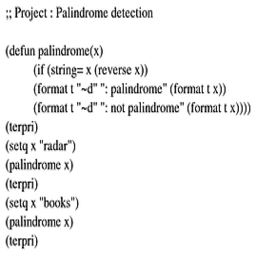 ;; Project : Palindrome detection
(defun palindrome(x)
(if (string= x (reverse x))
(format t "~d" ": palindrome" (format t x))
(format t "~d" ": not palindrome" (format t x))))
(terpri)
(setq x "radar")
(palindrome x)
(terpri)
(setq x "books")
(palindrome x)
(terpri)